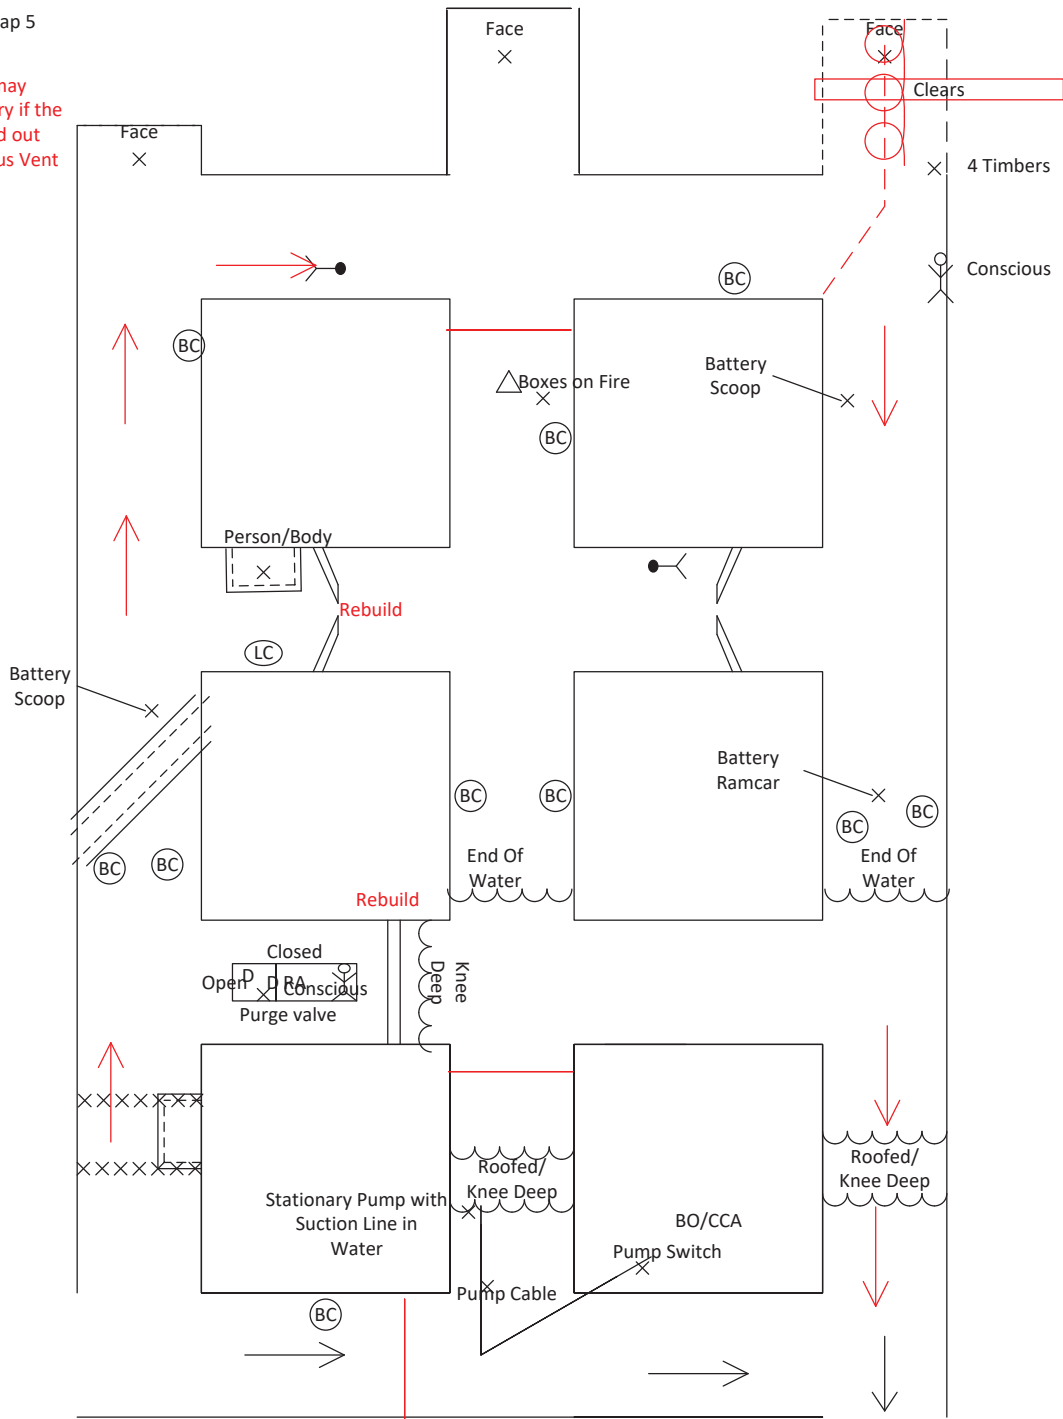 ap 5
may
ry if the
d out
us Vent
Face
Face
Face
Clears
4 Timbers
Conscious
BC
BC
Boxes on Fire
BC
Battery
Scoop
Person/Body
Rebuild
LC
Battery
Scoop
BC
BC
BC
BC
Battery
Ramcar
BC
BC
End Of
Water
End Of
Water
Rebuild
Closed
Open
D
D
RA
Conscious
Purge valve
Knee
Deep
Roofed/
Knee Deep
Roofed/
Knee Deep
Stationary Pump with
Suction Line in
Water
BO/CCA
Pump Switch
Pump Cable
BC